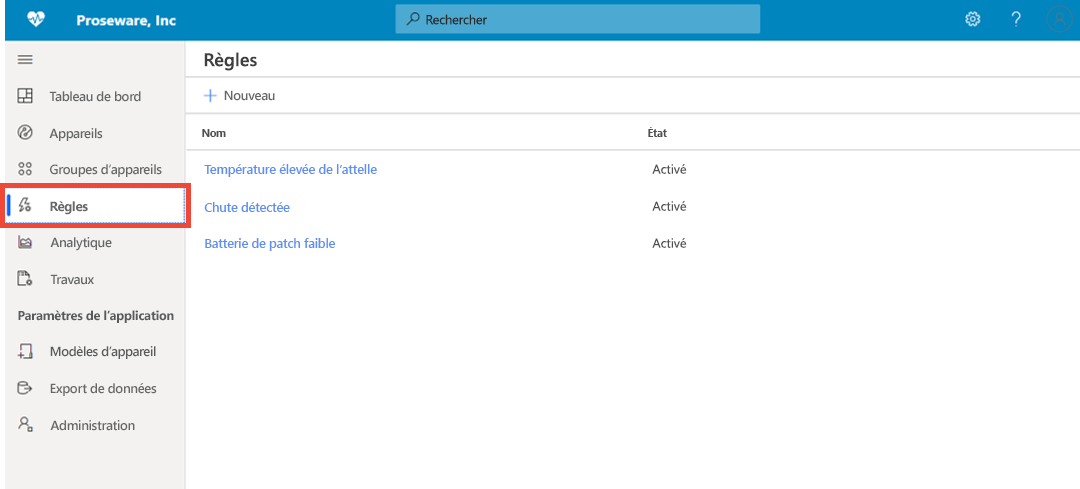 Proseware, Inc
Rechercher
?
Tableau de bord
Appareils
Groupes d'appareils
Règles
Analytique
Travaux
Paramètres de l'application
Modèles d'appareil
Export de données
Administration
Règles
+ Nouveau
Nom État
Température élevée de l'attelle Activé
Chute détectée Activé
Batterie de patch faible Activé